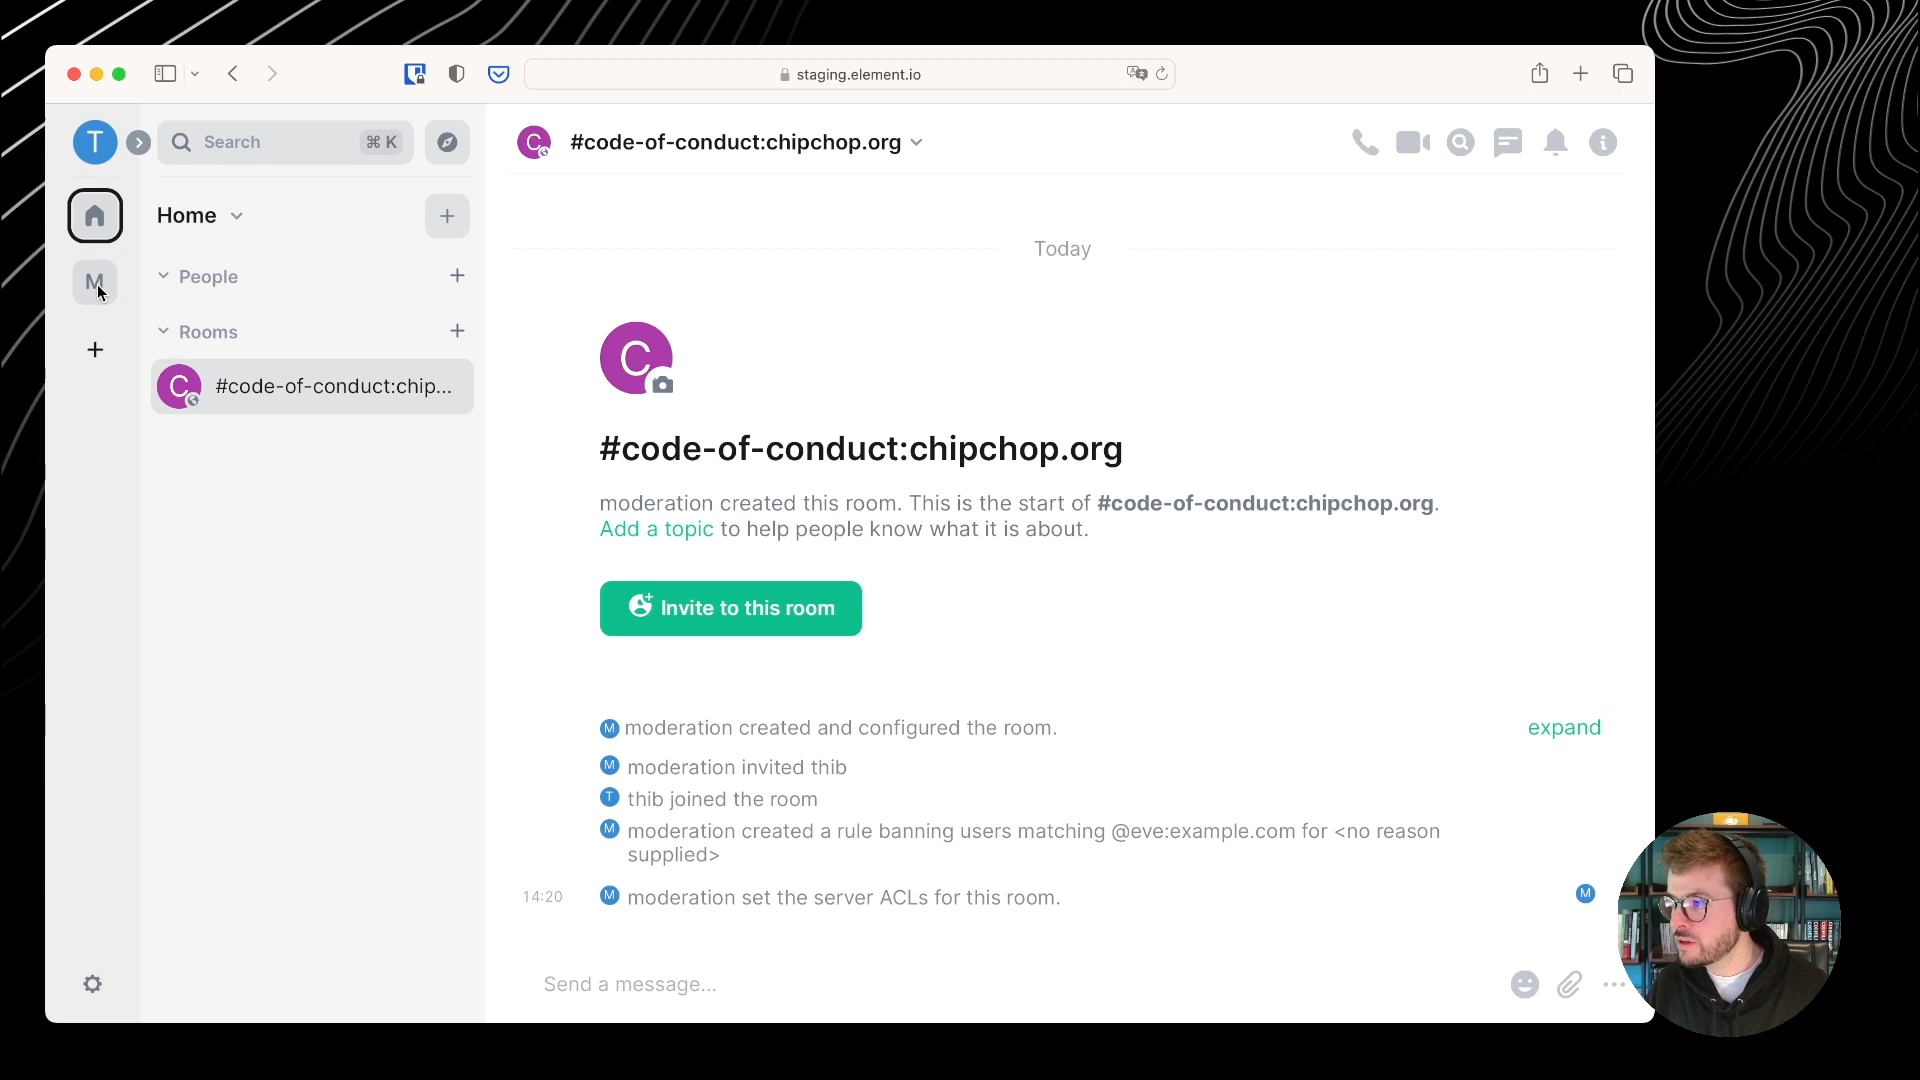 staging.element.io
T
Search
⌘ K
C
#code-of-conduct:chipchop.org
Home
Today
M
People
Rooms
C
#code-of-conduct:chip...
C
#code-of-conduct:chipchop.org
moderation created this room. This is the start of #code-of-conduct:chipchop.org.
Add a topic to help people know what it is about.
Invite to this room
M moderation created and configured the room.
expand
M moderation invited thib
T thib joined the room
M moderation created a rule banning users matching @eve:example.com for <no reason
supplied>
14:20 M moderation set the server ACLs for this room.
M
Send a message...